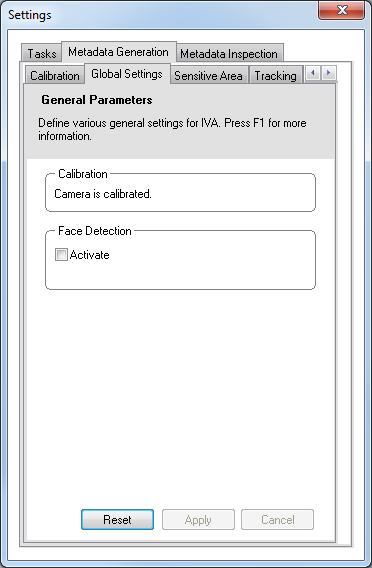 Settings
Tasks Metadata Generation Metadata Inspection
Calibration Global Settings Sensitive Area Tracking
General Parameters
Define various general settings for IVA. Press F1 for more
information.
Calibration
Camera is calibrated.
Face Detection
Activate
Reset Apply Cancel